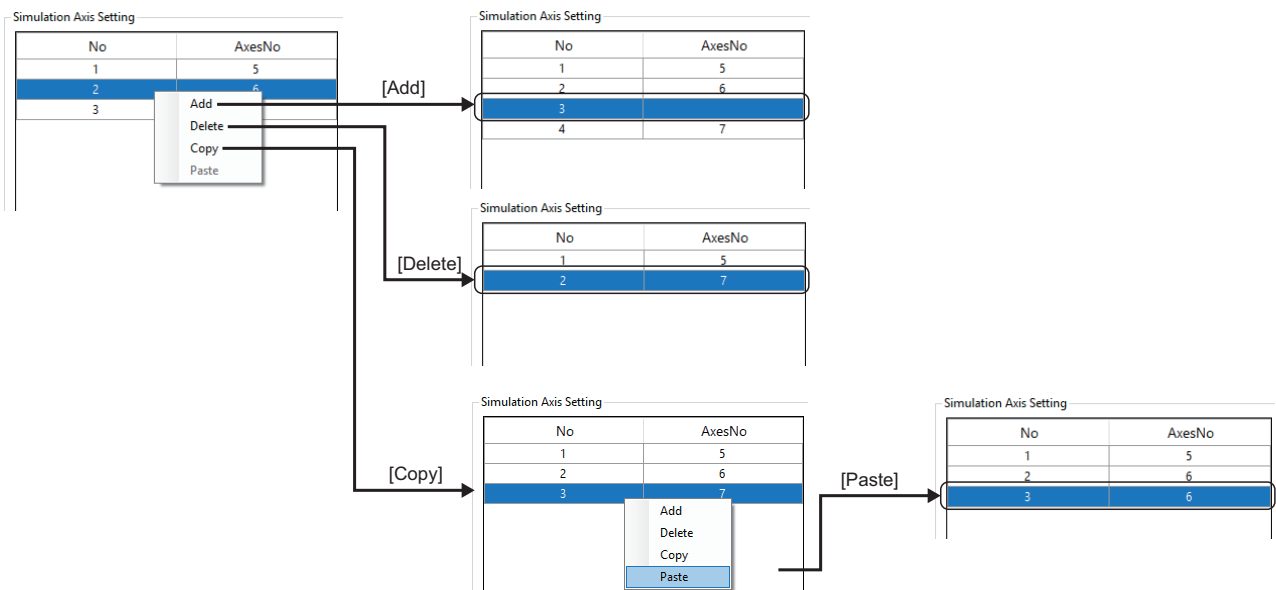 Simulation Axis Setting
No AxesNo
1 5
2 6
3
Add
Delete
Copy
Paste
[Add]
Simulation Axis Setting
No AxesNo
1 5
2 6
3
4 7
[Delete]
Simulation Axis Setting
No AxesNo
1 5
2 7
[Copy]
Simulation Axis Setting
No AxesNo
1 5
2 6
3 7
Add
Delete
Copy
Paste
[Paste]
Simulation Axis Setting
No AxesNo
1 5
2 6
3 6